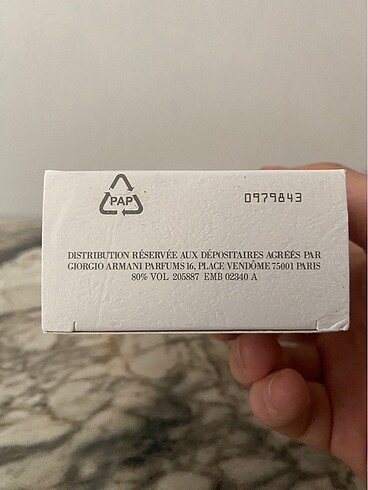 PAP
0979843
DISTRIBUTION RÉSERVÉE AUX DÉPOSITAIRES AGRÉÉS PAR
GIORGIO ARMANI PARFUMS 16, PLACE VENDÔME 75001 PARIS
80% VOL 205887 EMB 02340 A